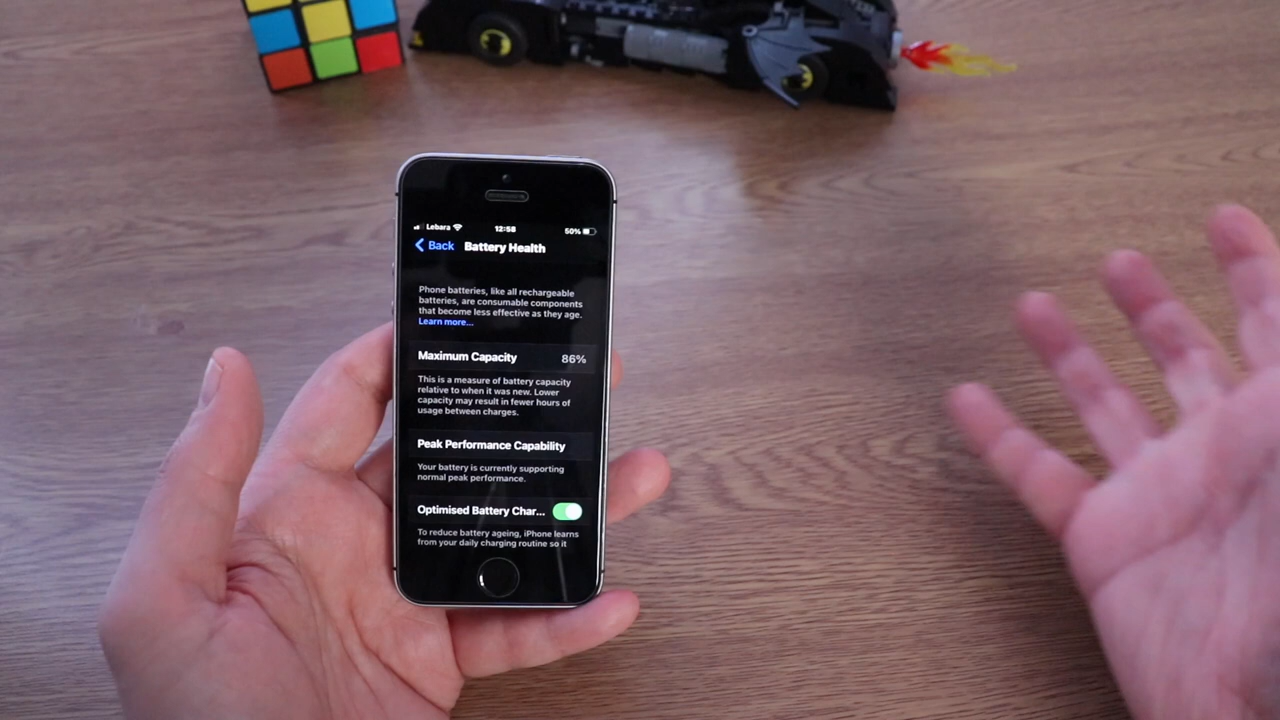 Lebara 12:58 50%
Back Battery Health
Phone batteries, like all rechargeable
batteries, are consumable components
that become less effective as they age.
Learn more...
Maximum Capacity 86%
This is a measure of battery capacity
relative to when it was new. Lower
capacity may result in fewer hours of
usage between charges.
Peak Performance Capability
Your battery is currently supporting
normal peak performance.
Optimised Battery Char...
To reduce battery ageing, iPhone learns
from your daily charging routine so it